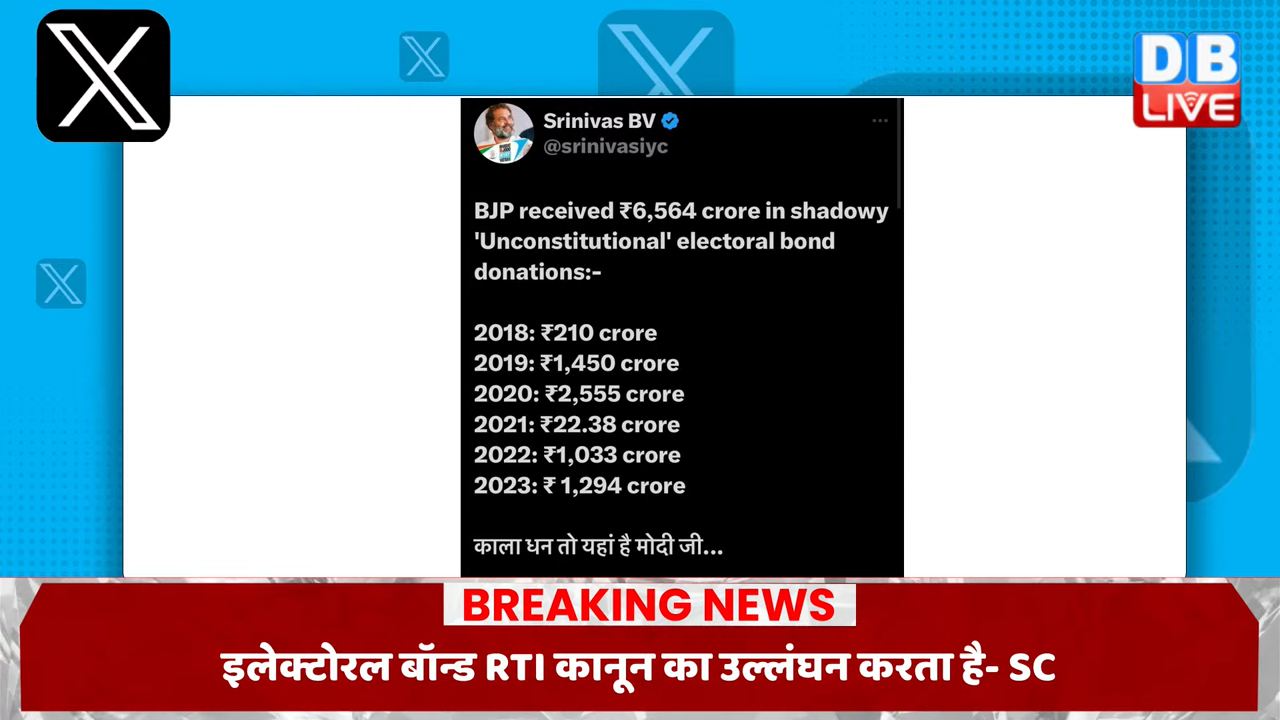 DB
LIVE
Srinivas BV
@srinivasiyc
BJP received ₹6,564 crore in shadowy
'Unconstitutional' electoral bond
donations:-
2018: ₹210 crore
2019: ₹1,450 crore
2020: ₹2,555 crore
2021: ₹22.38 crore
2022: ₹1,033 crore
2023: ₹ 1,294 crore
काला धन तो यहां है मोदी जी...
BREAKING NEWS
इलेक्टोरल बॉन्ड RTI कानून का उल्लंघन करता है- SC